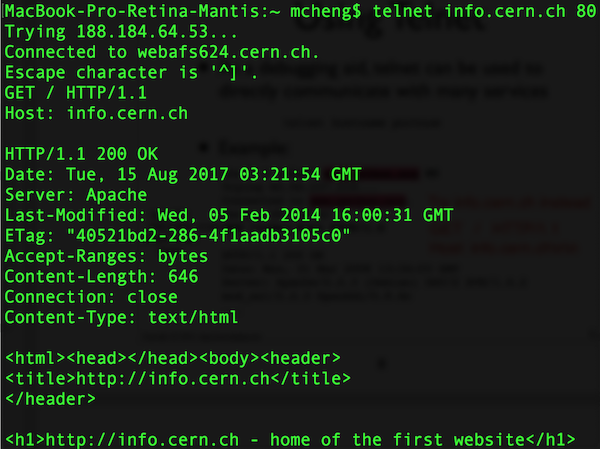 MacBook-Pro-Retina-Mantis:~ mcheng$ telnet info.cern.ch 80
Trying 188.184.64.53...
Connected to webafs624.cern.ch.
Escape character is '^]'.
GET / HTTP/1.1
Host: info.cern.ch
HTTP/1.1 200 OK
Date: Tue, 15 Aug 2017 03:21:54 GMT
Server: Apache
Last-Modified: Wed, 05 Feb 2014 16:00:31 GMT
ETag: "40521bd2-286-4f1aadb3105c0"
Accept-Ranges: bytes
Content-Length: 646
Connection: close
Content-Type: text/html
<html><head></head><body><header>
<title>http://info.cern.ch</title>
</header>
<h1>http://info.cern.ch - home of the first website</h1>